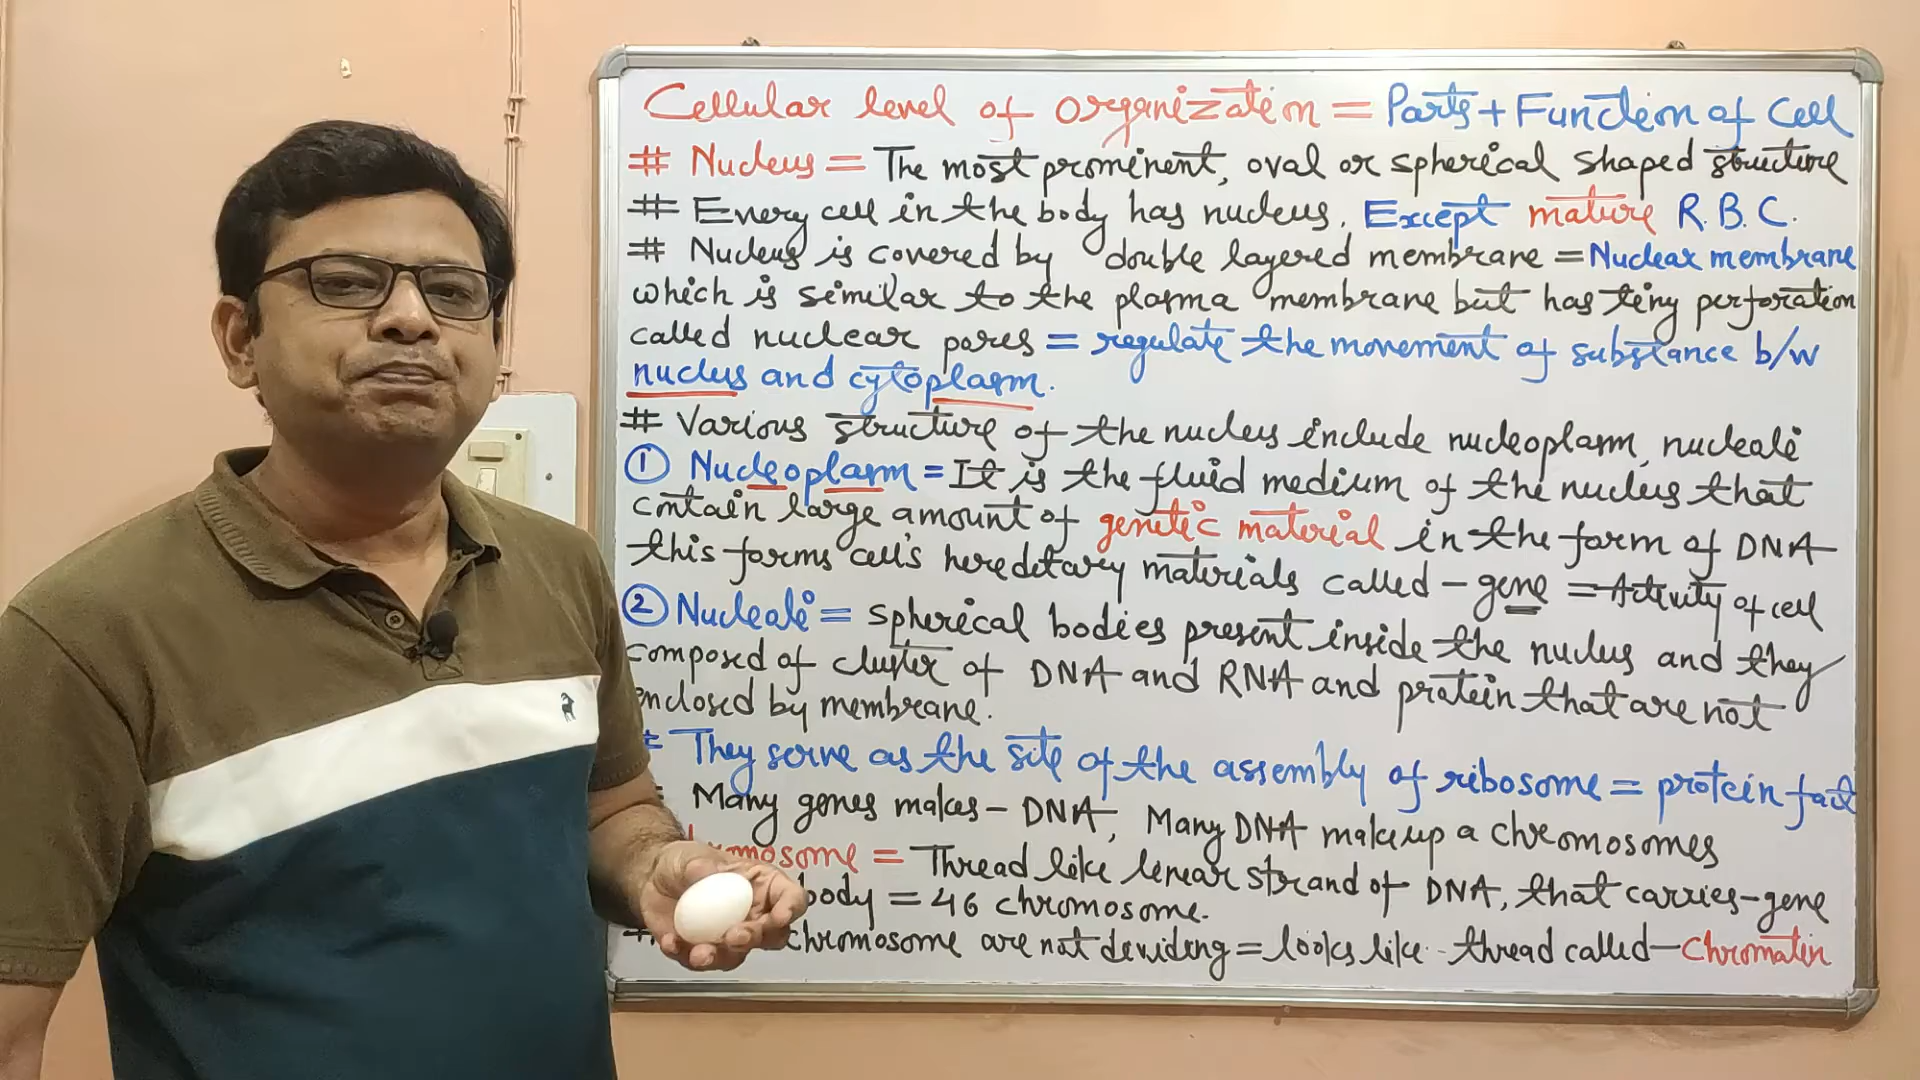 Cellular level of organization = Parts + Function of Cell
# Nucleus = The most prominent, oval or spherical shaped structure
# Every cell in the body has nucleus. Except mature R.B.C.
# Nucleus is covered by double layered membrane = Nuclear membrane
which is similar to the plasma membrane but has tiny perforation
called nuclear pores = regulate the movement of substance b/w
nuclus and cytoplasm.
# Various structure of the nucleus include nucleoplasm, nucleoli
① Nucleoplasm = It is the fluid medium of the nucleus that
contain large amount of genetic material in the form of DNA
this forms cell's hereditary materials called - gene = Activity of cell
② Nucleoli = spherical bodies present inside the nuclus and they
composed of cluster of DNA and RNA and protein that are not
enclosed by membrane.
# They serve as the site of the assembly of ribosome = protein fact
Many genes makes - DNA, Many DNA make up a chromosomes
mosome = Thread like linear strand of DNA, that carries - gene
body = 46 chromosome.
chromosome are not dividing = looks like thread called - Chromatin